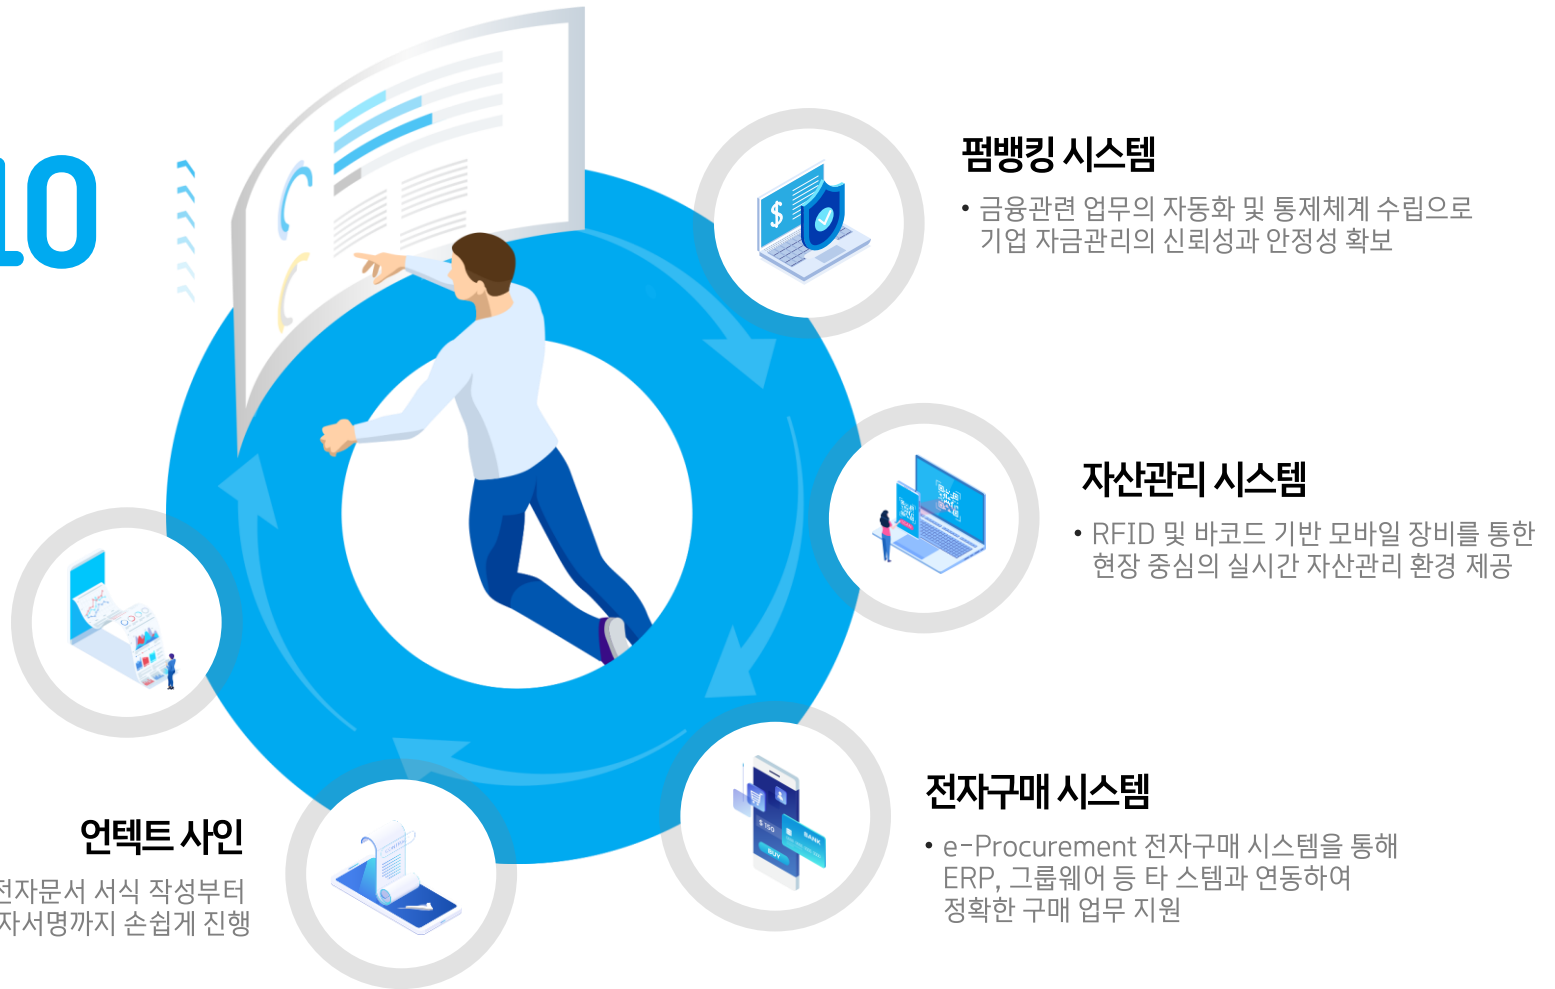 10
펌뱅킹 시스템
• 금융관련 업무의 자동화 및 통제체계 수립으로
기업 자금관리의 신뢰성과 안정성 확보
자산관리 시스템
• RFID 및 바코드 기반 모바일 장비를 통한
현장 중심의 실시간 자산관리 환경 제공
전자구매 시스템
• e-Procurement 전자구매 시스템을 통해
ERP, 그룹웨어 등 타 스템과 연동하여
정확한 구매 업무 지원
$
$ 150
BANK
BUY
언텍트 사인
전자문서 서식 작성부터
자서명까지 손쉽게 진행